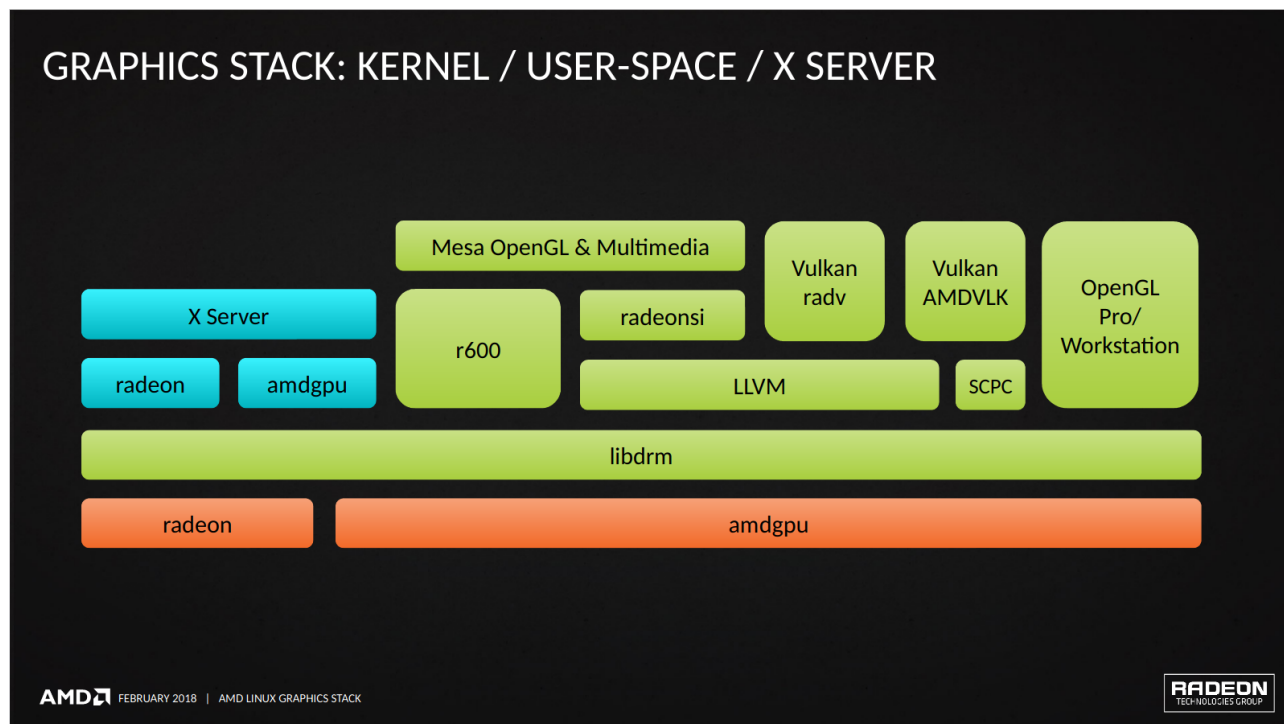 GRAPHICS STACK: KERNEL / USER-SPACE / X SERVER
Mesa OpenGL & Multimedia
Vulkan
radv
Vulkan
AMDVLK
OpenGL
Pro/
Workstation
X Server
r600
radeonsi
radeon
amdgpu
LLVM
SCPC
libdrm
radeon
amdgpu
AMD FEBRUARY 2018 | AMD LINUX GRAPHICS STACK
RADEON
TECHNOLOGIES GROUP